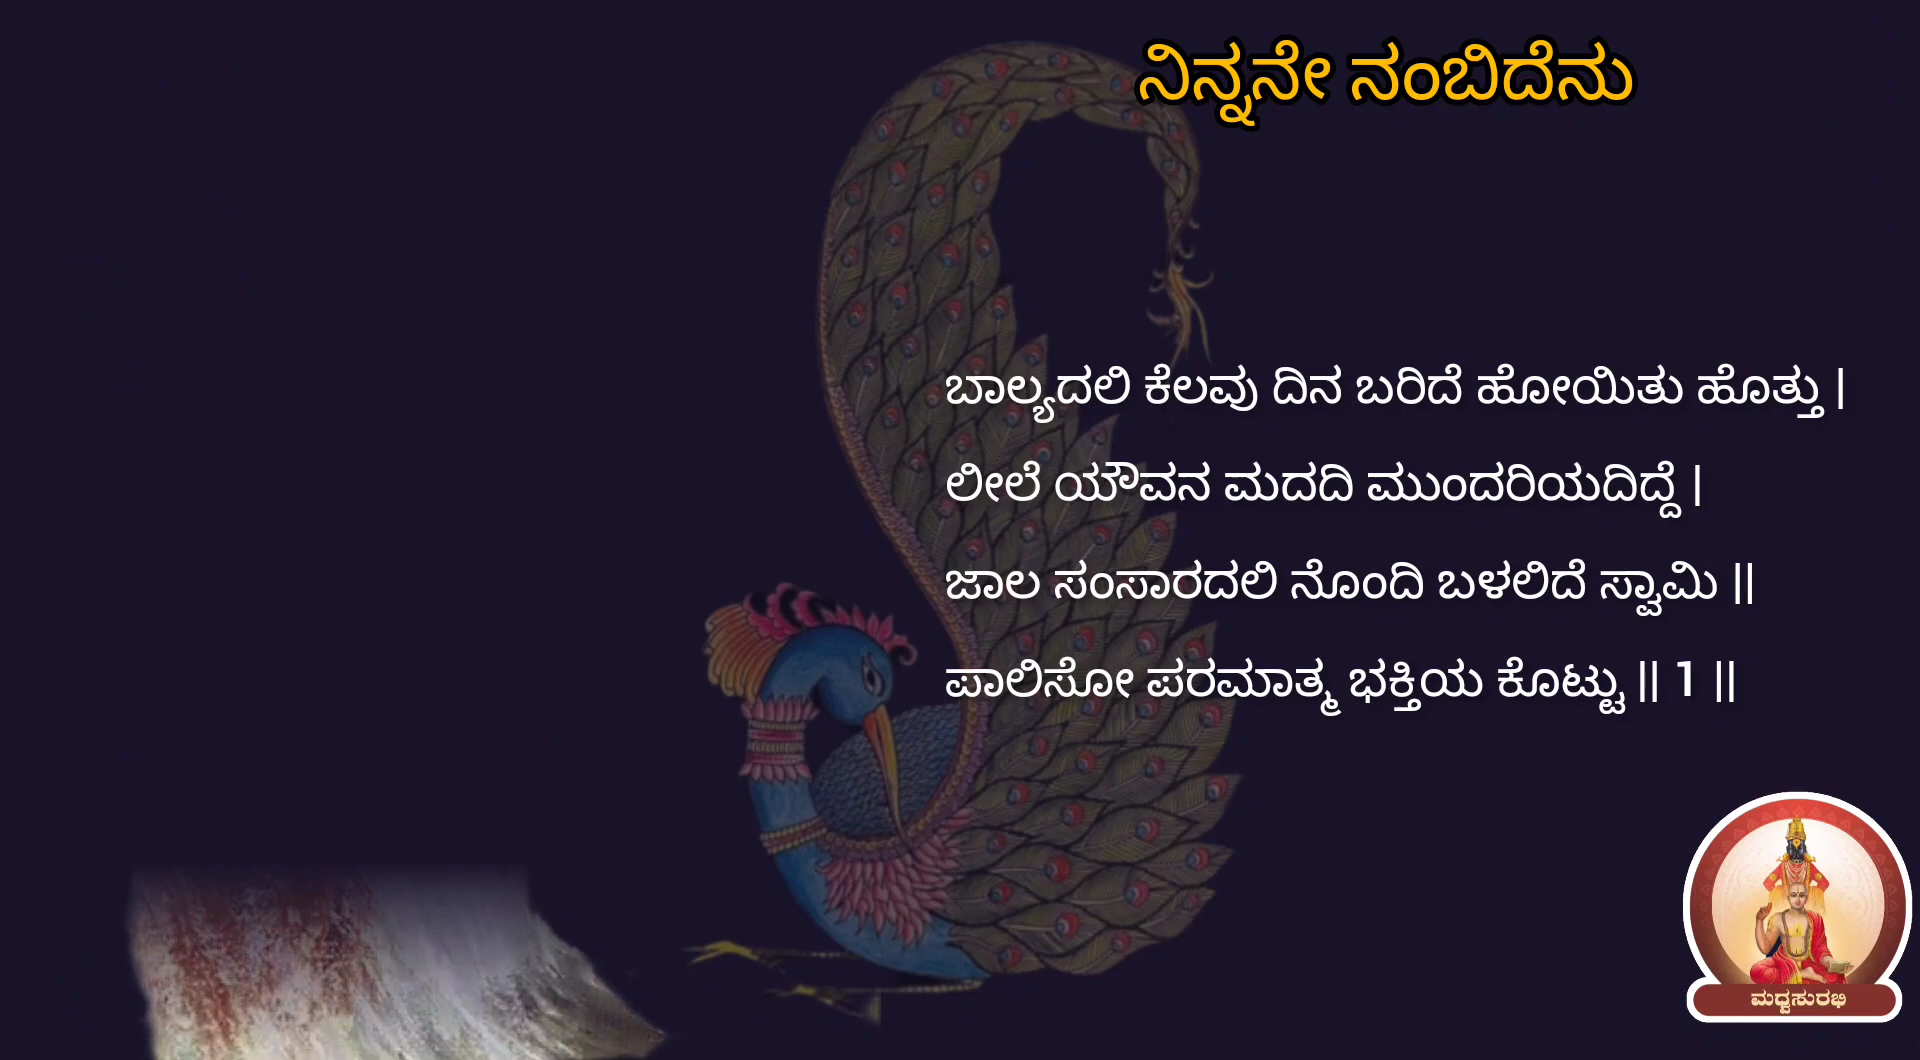 ನಿನ್ನನೇ ನಂಬಿದೆನು
ಬಾಲ್ಯದಲಿ ಕೆಲವು ದಿನ ಬರಿದೆ ಹೋಯಿತು ಹೊತ್ತು |
ಲೀಲೆ ಯೌವನ ಮದದಿ ಮುಂದರಿಯದಿದ್ದೆ |
ಜಾಲ ಸಂಸಾರದಲಿ ನೊಂದಿ ಬಳಲಿದೆ ಸ್ವಾಮಿ ||
ಪಾಲಿಸೋ ಪರಮಾತ್ಮ ಭಕ್ತಿಯ ಕೊಟ್ಟು || 1 ||
ಮಧ್ವಸುರಭಿ